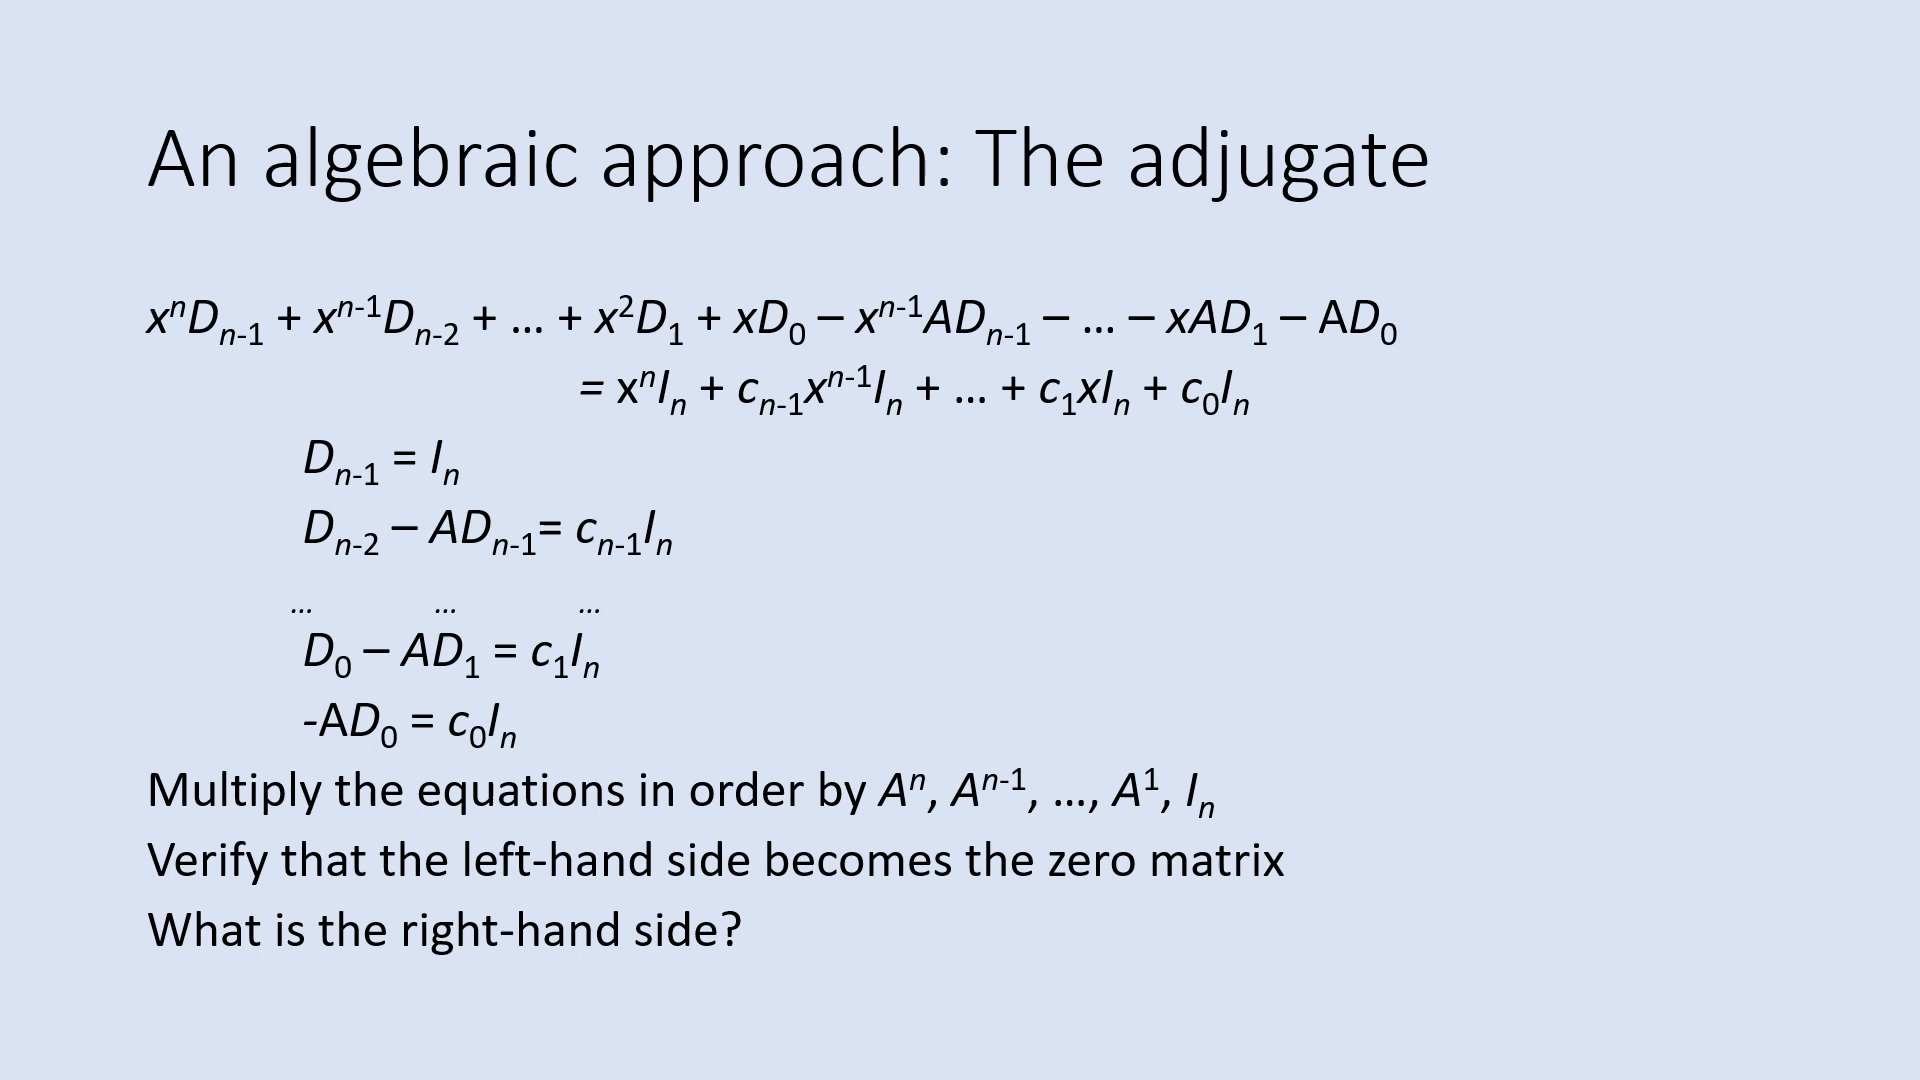 An algebraic approach: The adjugate
xⁿDₙ₋₁ + xⁿ⁻¹Dₙ₋₂ + … + x²D₁ + xD₀ – xⁿ⁻¹ADₙ₋₁ – … – xAD₁ – AD₀
= xⁿIₙ + cₙ₋₁xⁿ⁻¹Iₙ + … + c₁xIₙ + c₀Iₙ
Dₙ₋₁ = Iₙ
Dₙ₋₂ – ADₙ₋₁= cₙ₋₁Iₙ
… … …
D₀ – AD₁ = c₁Iₙ
-AD₀ = c₀Iₙ
Multiply the equations in order by Aⁿ, Aⁿ⁻¹, …, A¹, Iₙ
Verify that the left-hand side becomes the zero matrix
What is the right-hand side?